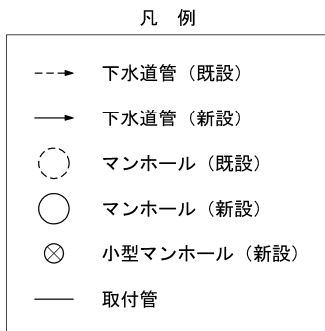 凡 例
下水道管（既設）
下水道管（新設）
マンホール（既設）
マンホール（新設）
小型マンホール（新設）
取付管